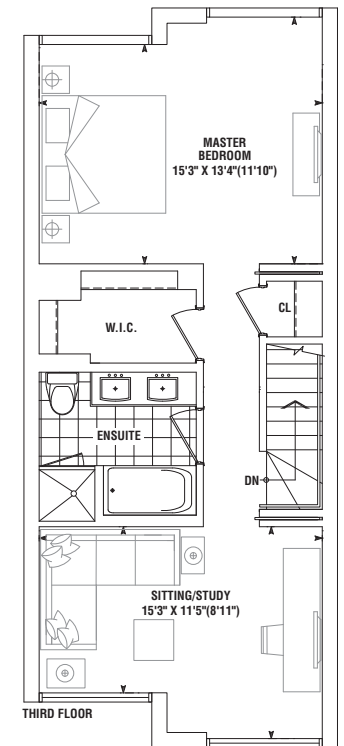 MASTER
BEDROOM
15'3" X 13'4"(11'10")
CL
W.I.C.
ENSUITE
DN
SITTING/STUDY
15'3" X 11'5"(8'11")
THIRD FLOOR